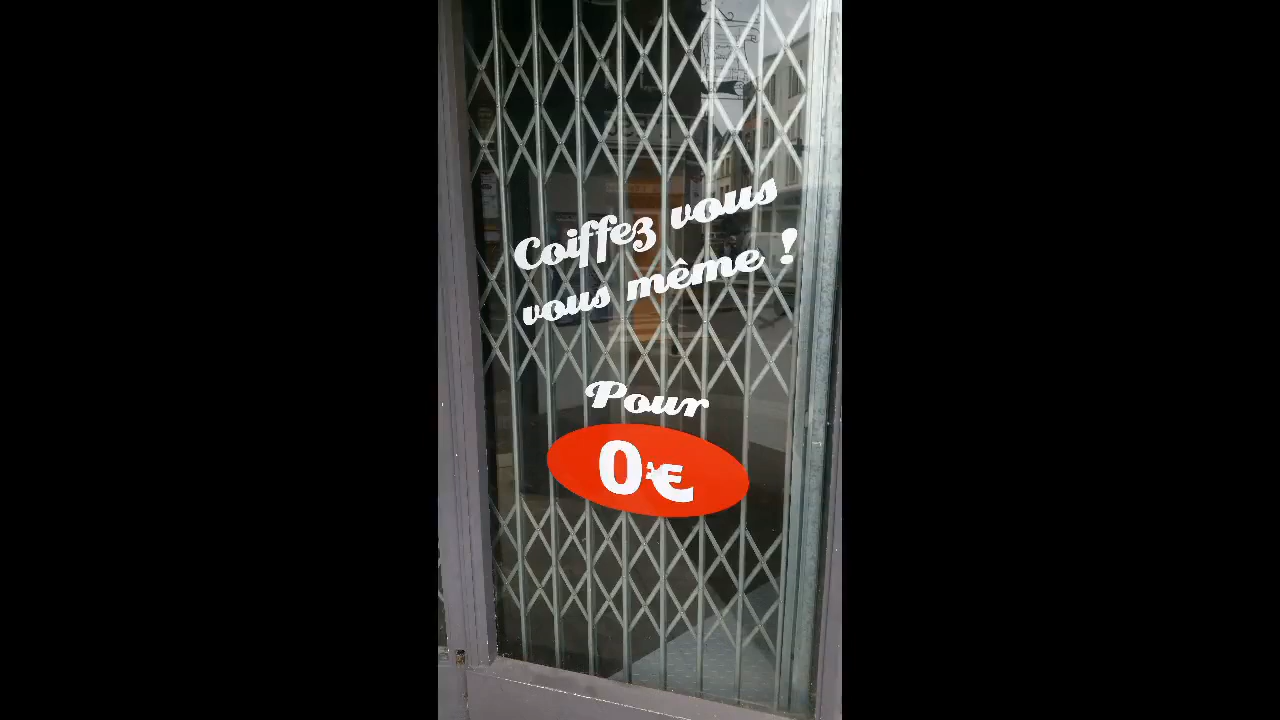 Coiffez vous
vous même !
Pour
0€